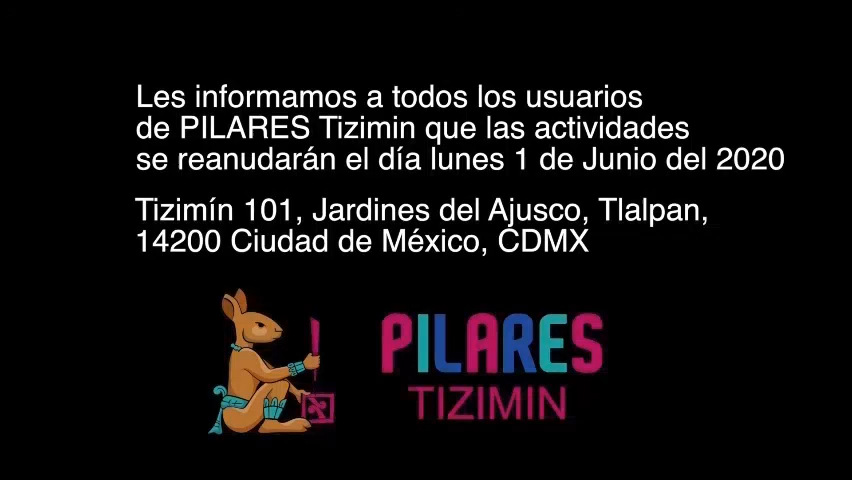 Les informamos a todos los usuarios
de PILARES Tizimin que las actividades
se reanudarán el día lunes 1 de Junio del 2020
Tizimín 101, Jardines del Ajusco, Tlalpan,
14200 Ciudad de México, CDMX
PILARES
TIZIMIN